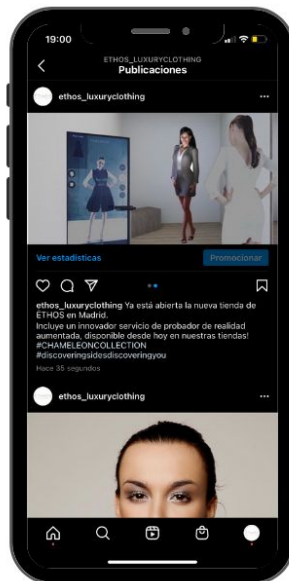 19:00
ETHOS_LUXURYCLOTHING
Publicaciones
ethos_luxuryclothing
Ver estadísticas
Promocionar
ethos_luxuryclothing Ya está abierta la nueva tienda de
ETHOS en Madrid.
Incluye un innovador servicio de probador de realidad
aumentada, disponible desde hoy en nuestras tiendas!
#CHAMELEONCOLLECTION
#discoveringsidesdiscoveringyou
Hace 35 segundos
ethos_luxuryclothing